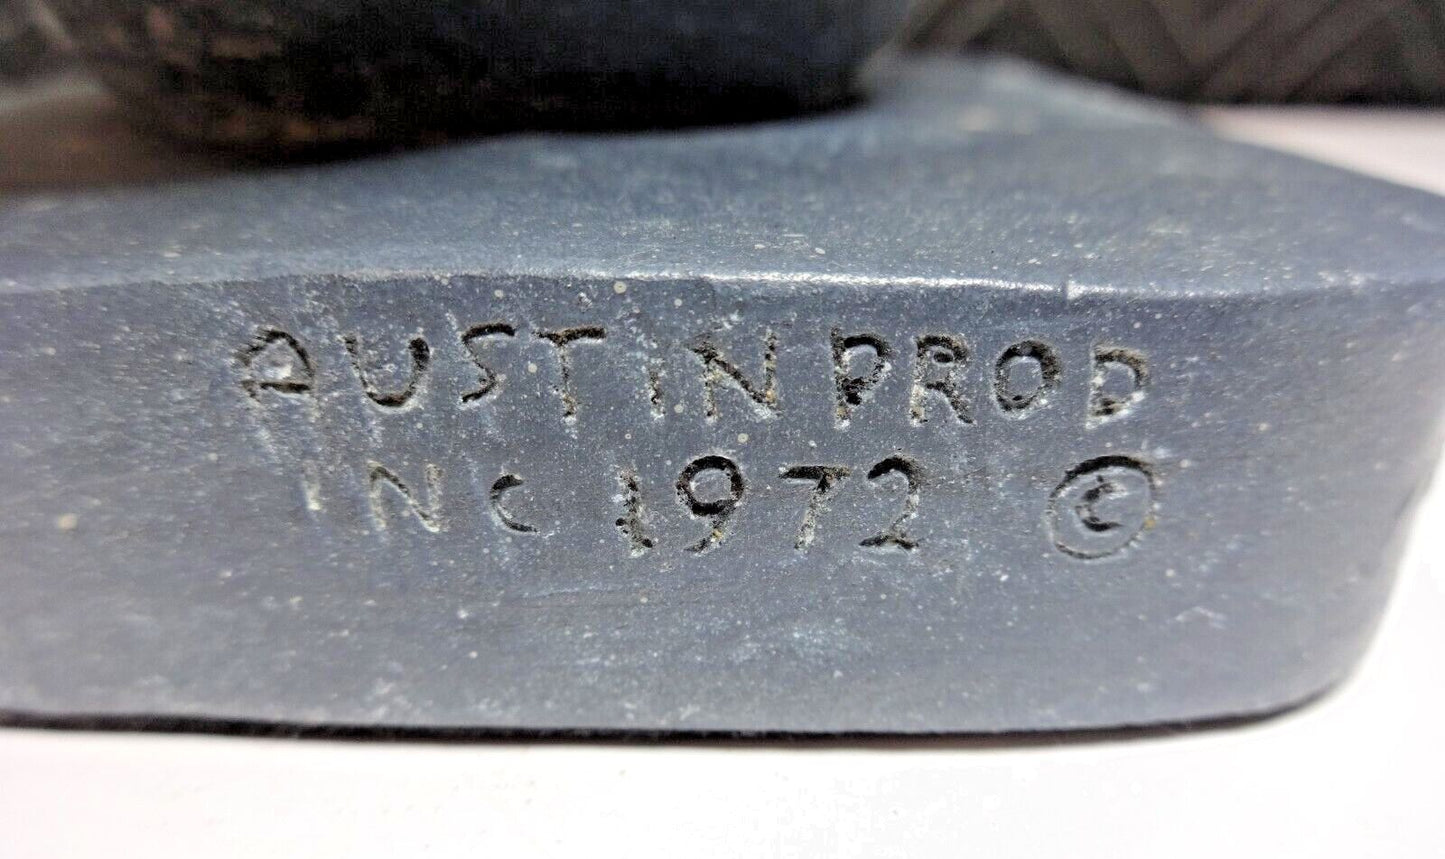 AUSTIN PROD
INC 1972 ©